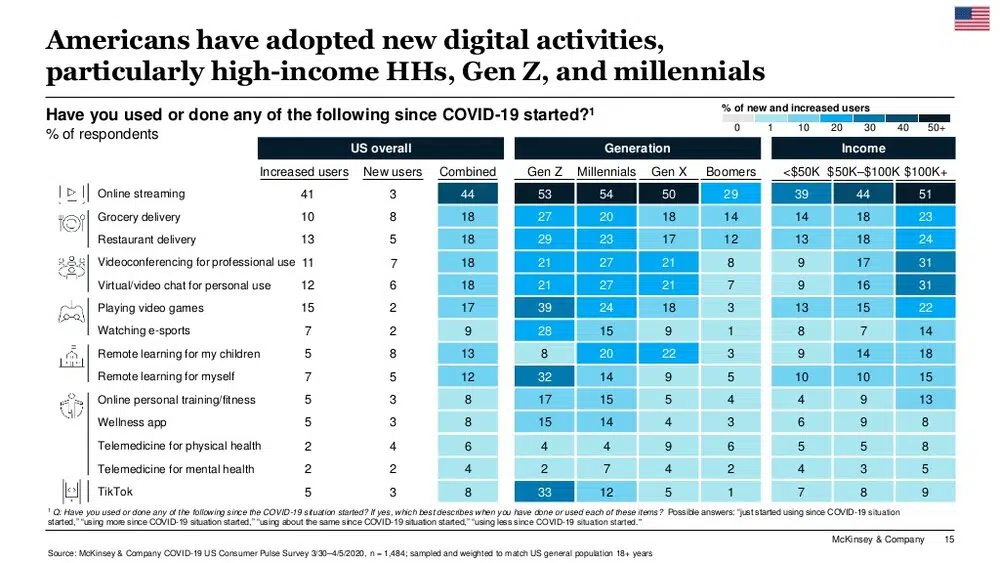 Americans have adopted new digital activities,
particularly high-income HHs, Gen Z, and millennials
Have you used or done any of the following since COVID-19 started?¹
% of respondents
% of new and increased users
0 1 10 20 30 40 50+
US overall Generation Income
Increased users New users Combined Gen Z Millennials Gen X Boomers <$50K $50K–$100K $100K+
Online streaming 41 3 44 53 54 50 29 39 44 51
Grocery delivery 10 8 18 27 20 18 14 14 18 23
Restaurant delivery 13 5 18 29 23 17 12 13 18 24
Videoconferencing for professional use 11 7 18 21 27 21 8 9 17 31
Virtual/video chat for personal use 12 6 18 21 27 21 7 9 16 31
Playing video games 15 2 17 39 24 18 3 13 15 22
Watching e-sports 7 2 9 28 15 9 1 8 7 14
Remote learning for my children 5 8 13 8 20 22 3 9 14 18
Remote learning for myself 7 5 12 32 14 9 5 10 10 15
Online personal training/fitness 5 3 8 17 15 5 4 4 9 13
Wellness app 5 3 8 15 14 4 3 6 9 8
Telemedicine for physical health 2 4 6 4 4 9 6 5 5 8
Telemedicine for mental health 2 2 4 2 7 4 2 4 3 5
TikTok 5 3 8 33 12 5 1 7 8 9
¹ Q: Have you used or done any of the following since the COVID-19 situation started? If yes, which best describes when you have done or used each of these items? Possible answers: “just started using since COVID-19 situation
started,” “using more since COVID-19 situation started,” “using about the same since COVID-19 situation started,” “using less since COVID-19 situation started.”
McKinsey & Company 15
Source: McKinsey & Company COVID-19 US Consumer Pulse Survey 3/30–4/5/2020, n = 1,484; sampled and weighted to match US general population 18+ years